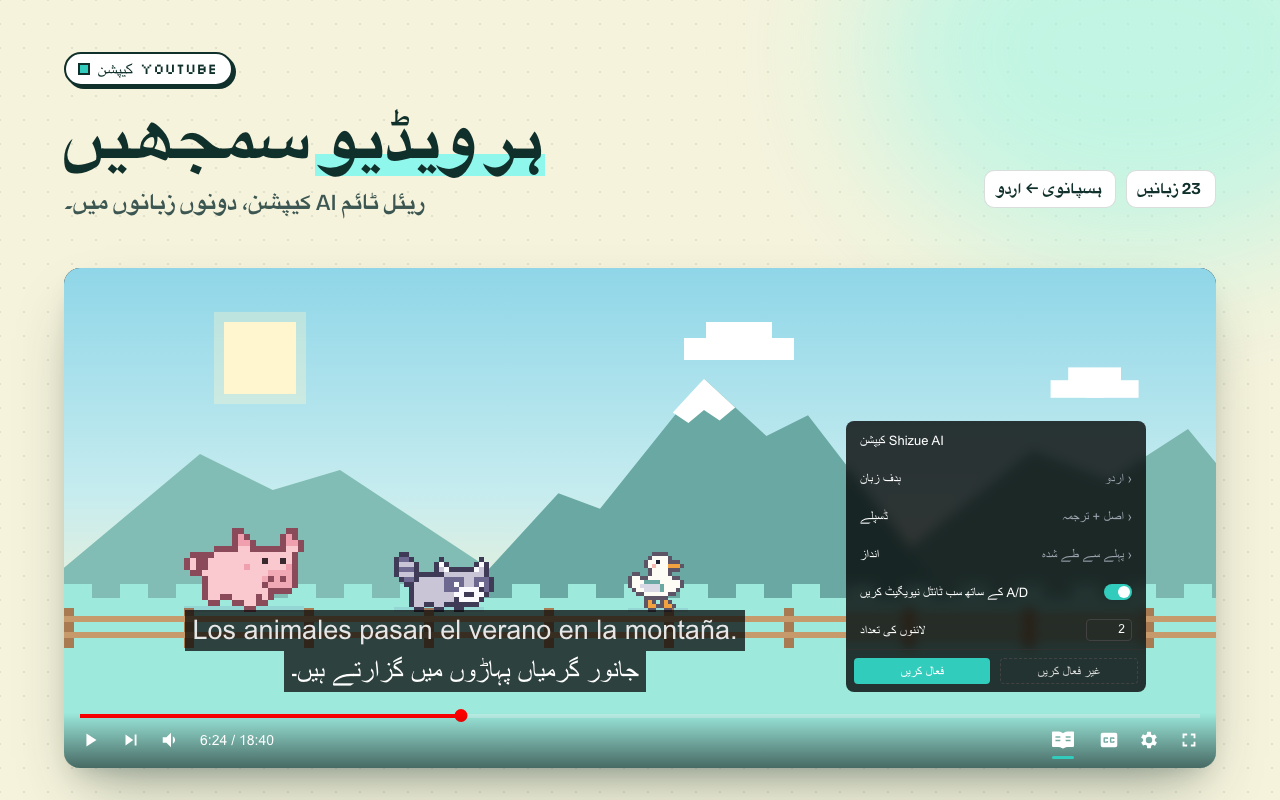 YOUTUBE کیپشن
ہر ویڈیو سمجھیں
ریئل ٹائم AI کیپشن، دونوں زبانوں میں۔
23 زبانیں
ہسپانوی ← اردو
Shizue AI کیپشن
ہدف زبان
اردو ‹
ڈسپلے
اصل + ترجمہ ‹
انداز
پہلے سے طے شدہ ‹
A/D کے ساتھ سب ٹائٹل نیویگیٹ کریں
لائنوں کی تعداد
2
فعال کریں
غیر فعال کریں
Los animales pasan el verano en la montaña.
جانور گرمیاں پہاڑوں میں گزارتے ہیں۔
6:24 / 18:40
CC